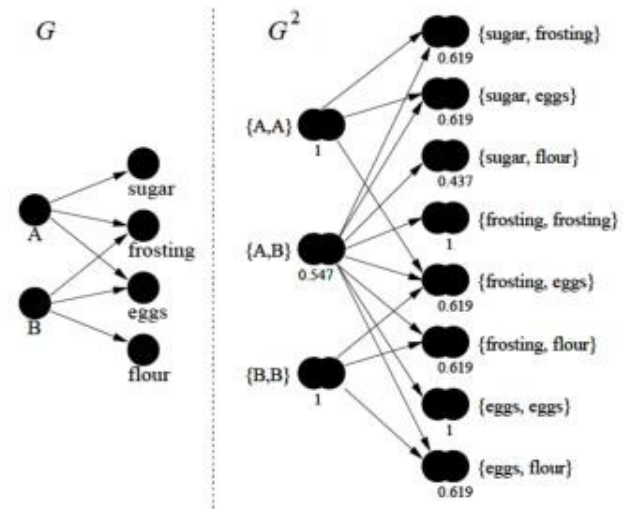 G
A
B
sugar
frosting
eggs
flour
G²
{A,A}
1
{A,B}
0.547
{B,B}
1
{sugar, frosting}
0.619
{sugar, eggs}
0.619
{sugar, flour}
0.437
{frosting, frosting}
1
{frosting, eggs}
0.619
{frosting, flour}
0.619
{eggs, eggs}
1
{eggs, flour}
0.619